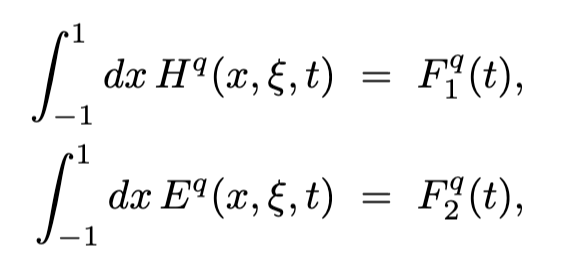 ∫_{-1}^{1} dx H^q(x, ξ, t) = F_1^q(t),
∫_{-1}^{1} dx E^q(x, ξ, t) = F_2^q(t),